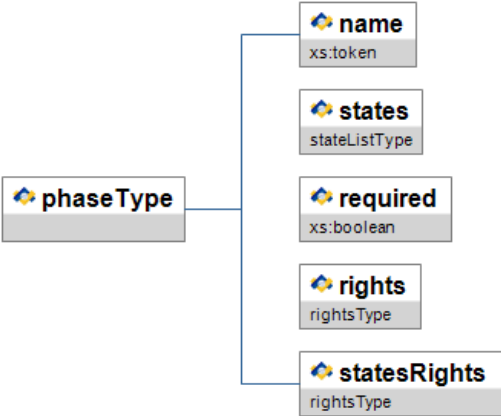 name
xs:token
states
stateListType
phaseType
required
xs:boolean
rights
rightsType
statesRights
rightsType